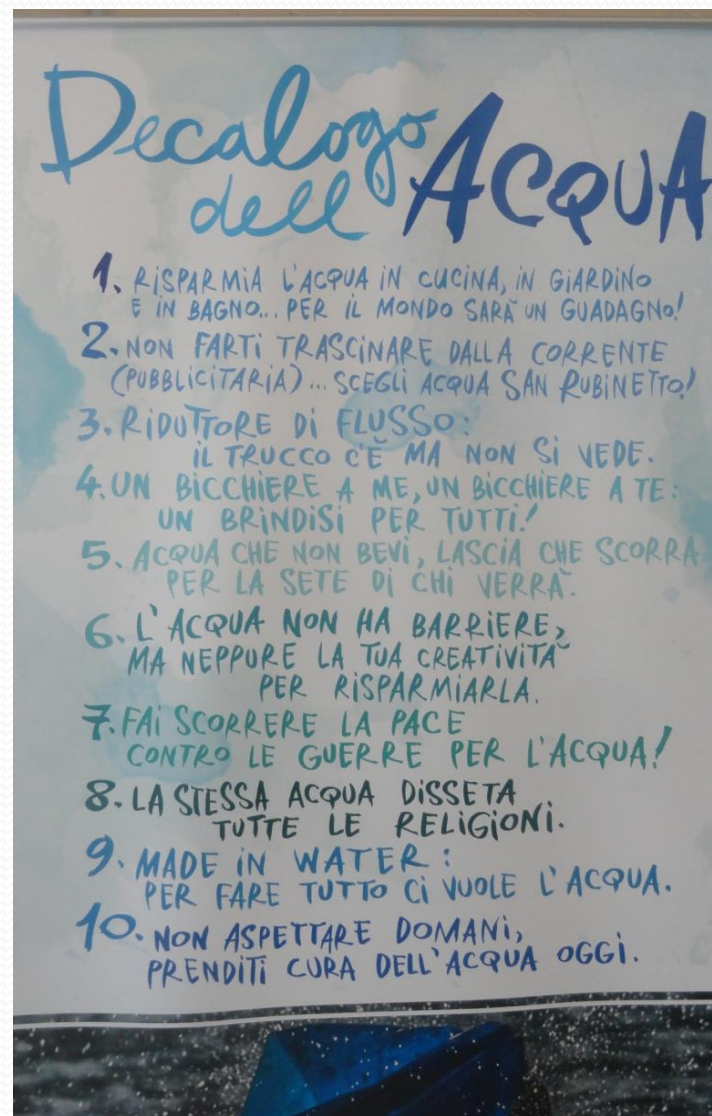 Decalogo
dell'ACQUA
1. RISPARMIA L'ACQUA IN CUCINA, IN GIARDINO
E IN BAGNO... PER IL MONDO SARÀ UN GUADAGNO!
2. NON FARTI TRASCINARE DALLA CORRENTE
(PUBBLICITARIA)... SCEGLI ACQUA SAN RUBINETTO!
3. RIDUTTORE DI FLUSSO:
IL TRUCCO C'È MA NON SI VEDE.
4. UN BICCHIERE A ME, UN BICCHIERE A TE:
UN BRINDISI PER TUTTI!
5. ACQUA CHE NON BEVI, LASCIA CHE SCORRA
PER LA SETE DI CHI VERRÀ.
6. L'ACQUA NON HA BARRIERE,
MA NEPPURE LA TUA CREATIVITÀ
PER RISPARMIARLA.
7. FAI SCORRERE LA PACE
CONTRO LE GUERRE PER L'ACQUA!
8. LA STESSA ACQUA DISSETA
TUTTE LE RELIGIONI.
9. MADE IN WATER:
PER FARE TUTTO CI VUOLE L'ACQUA.
10. NON ASPETTARE DOMANI,
PRENDITI CURA DELL'ACQUA OGGI.